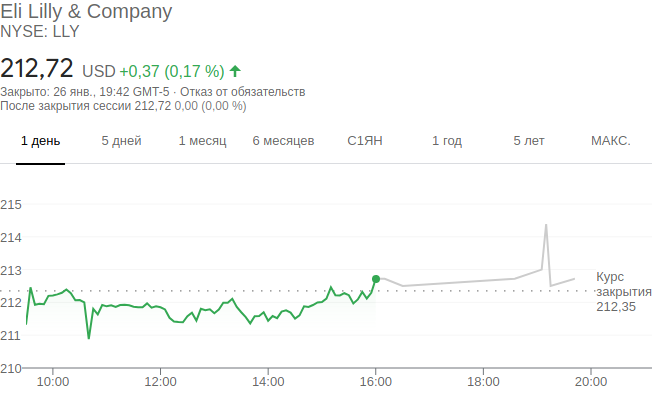 Eli Lilly & Company
NYSE: LLY
212,72 USD +0,37 (0,17 %)
Закрыто: 26 янв., 19:42 GMT-5 · Отказ от обязательств
После закрытия сессии 212,72 0,00 (0,00 %)
1 день 5 дней 1 месяц 6 месяцев С1ЯН 1 год 5 лет МАКС.
215
214
213
Курс
закрытия
212,35
212
211
210
10:00 12:00 14:00 16:00 18:00 20:00